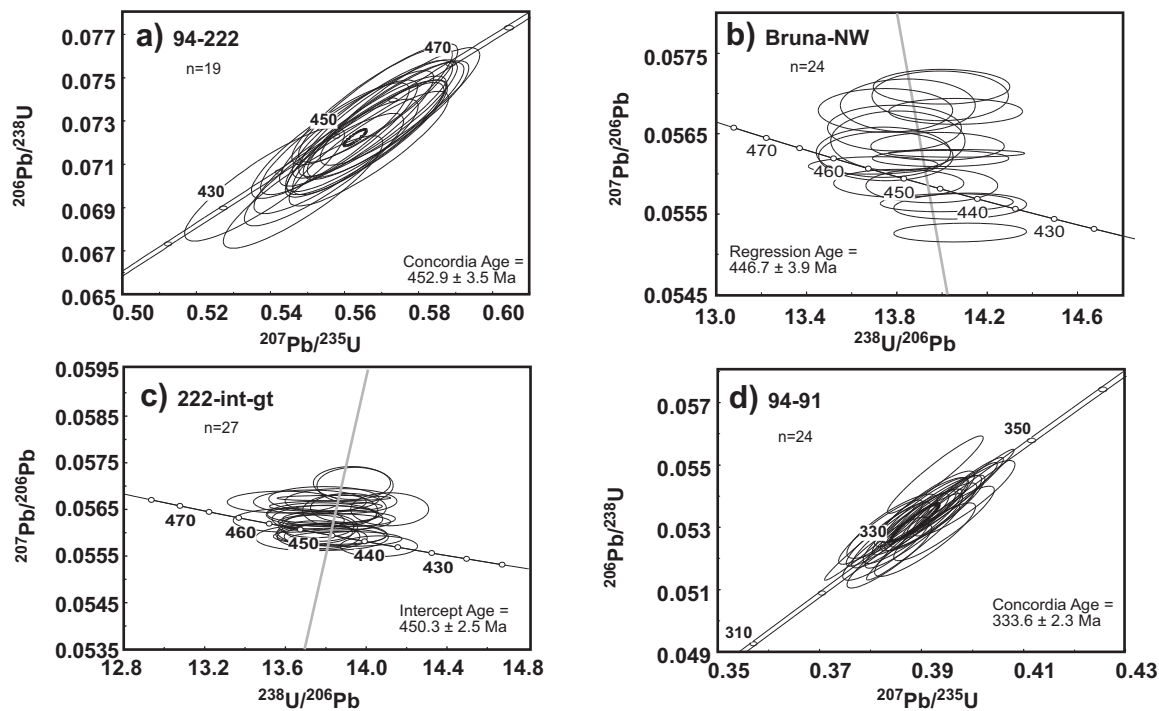 a) 94-222
n=19
0.077
0.075
0.073
0.071
0.069
0.067
0.065
206Pb/238U
470
450
430
Concordia Age =
452.9 ± 3.5 Ma
0.50 0.52 0.54 0.56 0.58 0.60
207Pb/235U
b) Bruna-NW
n=24
0.0575
0.0565
0.0555
0.0545
207Pb/206Pb
470
460
450
440
430
Regression Age =
446.7 ± 3.9 Ma
13.0 13.4 13.8 14.2 14.6
238U/206Pb
c) 222-int-gt
n=27
0.0595
0.0585
0.0575
0.0565
0.0555
0.0545
0.0535
207Pb/206Pb
470
460
450
440
430
Intercept Age =
450.3 ± 2.5 Ma
12.8 13.2 13.6 14.0 14.4 14.8
238U/206Pb
d) 94-91
n=24
0.057
0.055
0.053
0.051
0.049
206Pb/238U
350
330
310
Concordia Age =
333.6 ± 2.3 Ma
0.35 0.37 0.39 0.41 0.43
207Pb/235U